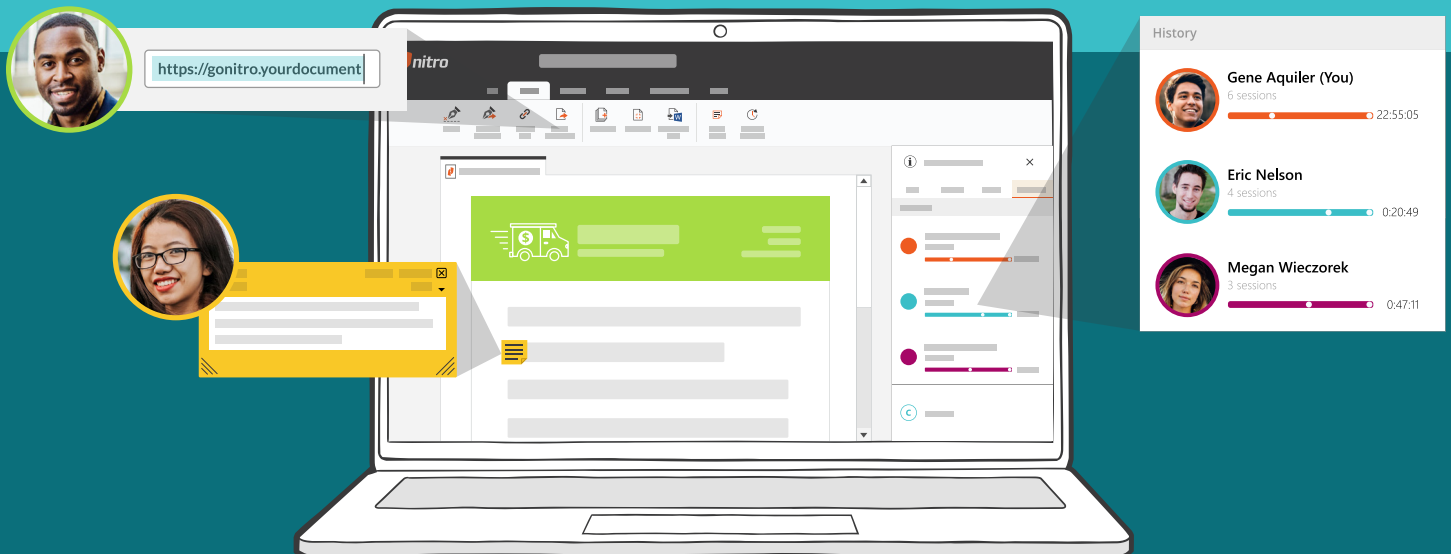 https://gonitro.yourdocument
nitro
History
Gene Aquiler (You)
6 sessions
22:55:05
Eric Nelson
4 sessions
0:20:49
Megan Wieczorek
3 sessions
0:47:11
$
W
i
C